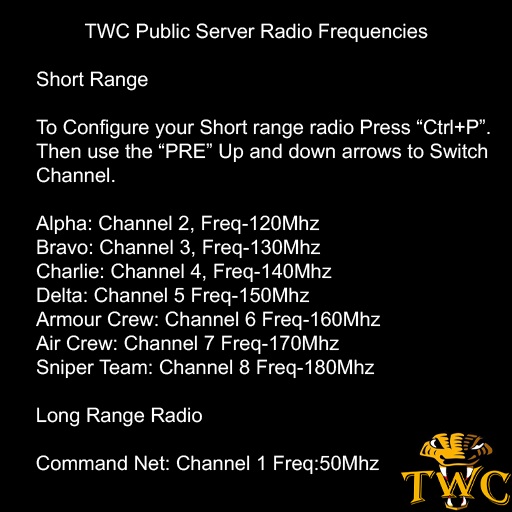 TWC Public Server Radio Frequencies
Short Range
To Configure your Short range radio Press “Ctrl+P”.
Then use the “PRE” Up and down arrows to Switch
Channel.
Alpha: Channel 2, Freq-120Mhz
Bravo: Channel 3, Freq-130Mhz
Charlie: Channel 4, Freq-140Mhz
Delta: Channel 5 Freq-150Mhz
Armour Crew: Channel 6 Freq-160Mhz
Air Crew: Channel 7 Freq-170Mhz
Sniper Team: Channel 8 Freq-180Mhz
Long Range Radio
Command Net: Channel 1 Freq:50Mhz
TWC